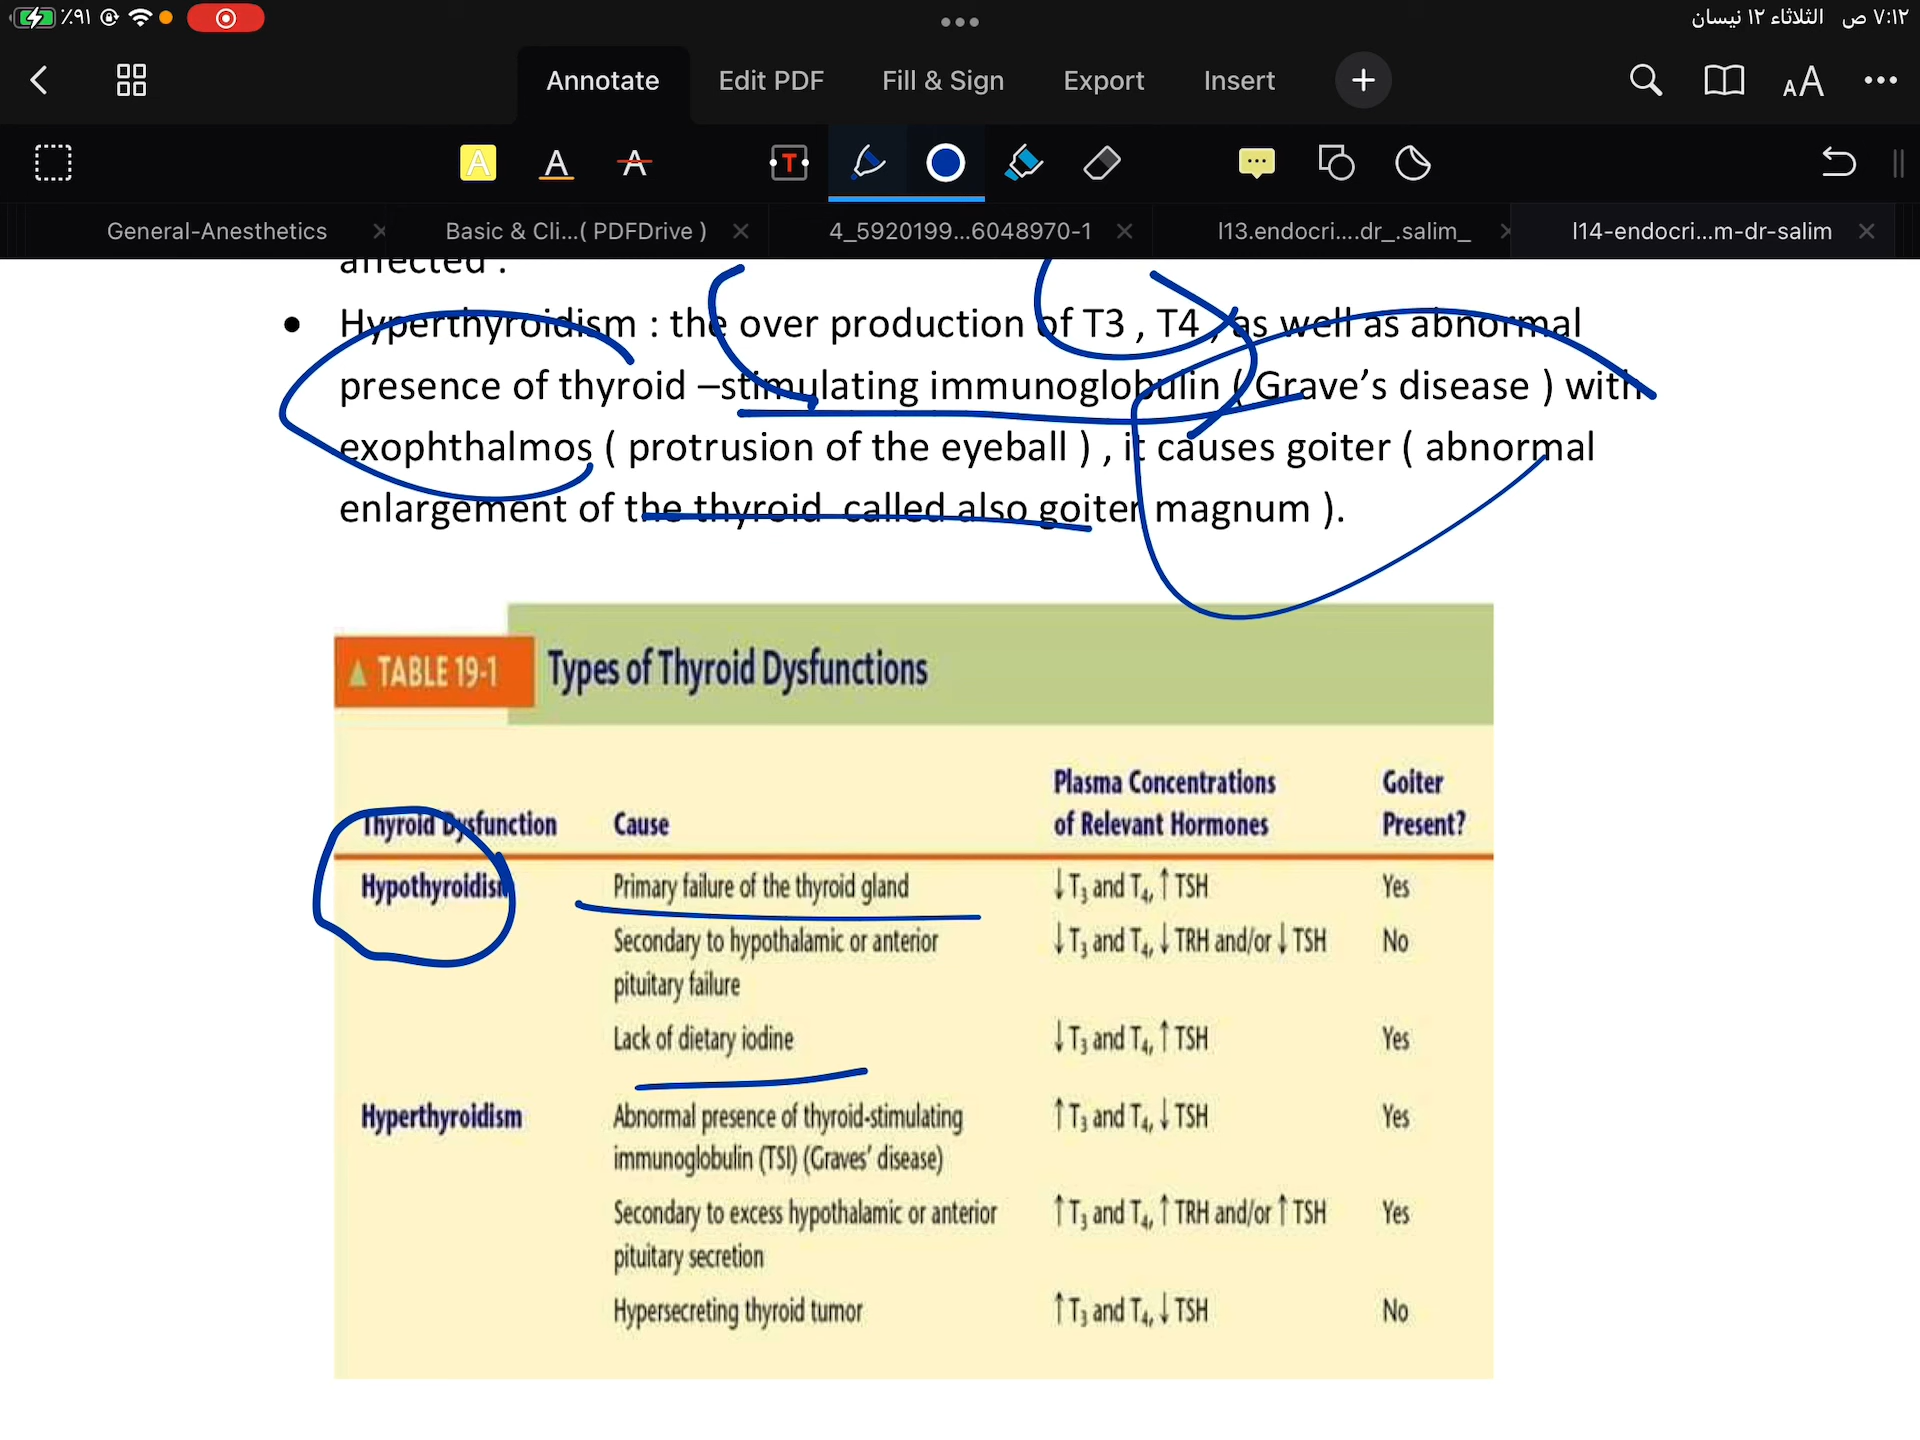 ٪٩١
٧:١٢ ص الثلاثاء ١٢ نيسان
Annotate Edit PDF Fill & Sign Export Insert
General-Anesthetics Basic & Cli...( PDFDrive ) 4_5920199...6048970-1 l13.endocri....dr_.salim_ l14-endocri...m-dr-salim
affected .
• Hyperthyroidism : the over production of T3 , T4 , as well as abnormal
presence of thyroid –stimulating immunoglobulin ( Grave’s disease ) with
exophthalmos ( protrusion of the eyeball ) , it causes goiter ( abnormal
enlargement of the thyroid called also goiter magnum ).
▲ TABLE 19-1 Types of Thyroid Dysfunctions
Plasma Concentrations Goiter
Thyroid Dysfunction Cause of Relevant Hormones Present?
Hypothyroidism Primary failure of the thyroid gland ↓T₃ and T₄, ↑TSH Yes
Secondary to hypothalamic or anterior ↓T₃ and T₄, ↓TRH and/or ↓TSH No
pituitary failure
Lack of dietary iodine ↓T₃ and T₄, ↑TSH Yes
Hyperthyroidism Abnormal presence of thyroid-stimulating ↑T₃ and T₄, ↓TSH Yes
immunoglobulin (TSI) (Graves’ disease)
Secondary to excess hypothalamic or anterior ↑T₃ and T₄, ↑TRH and/or ↑TSH Yes
pituitary secretion
Hypersecreting thyroid tumor ↑T₃ and T₄, ↓TSH No